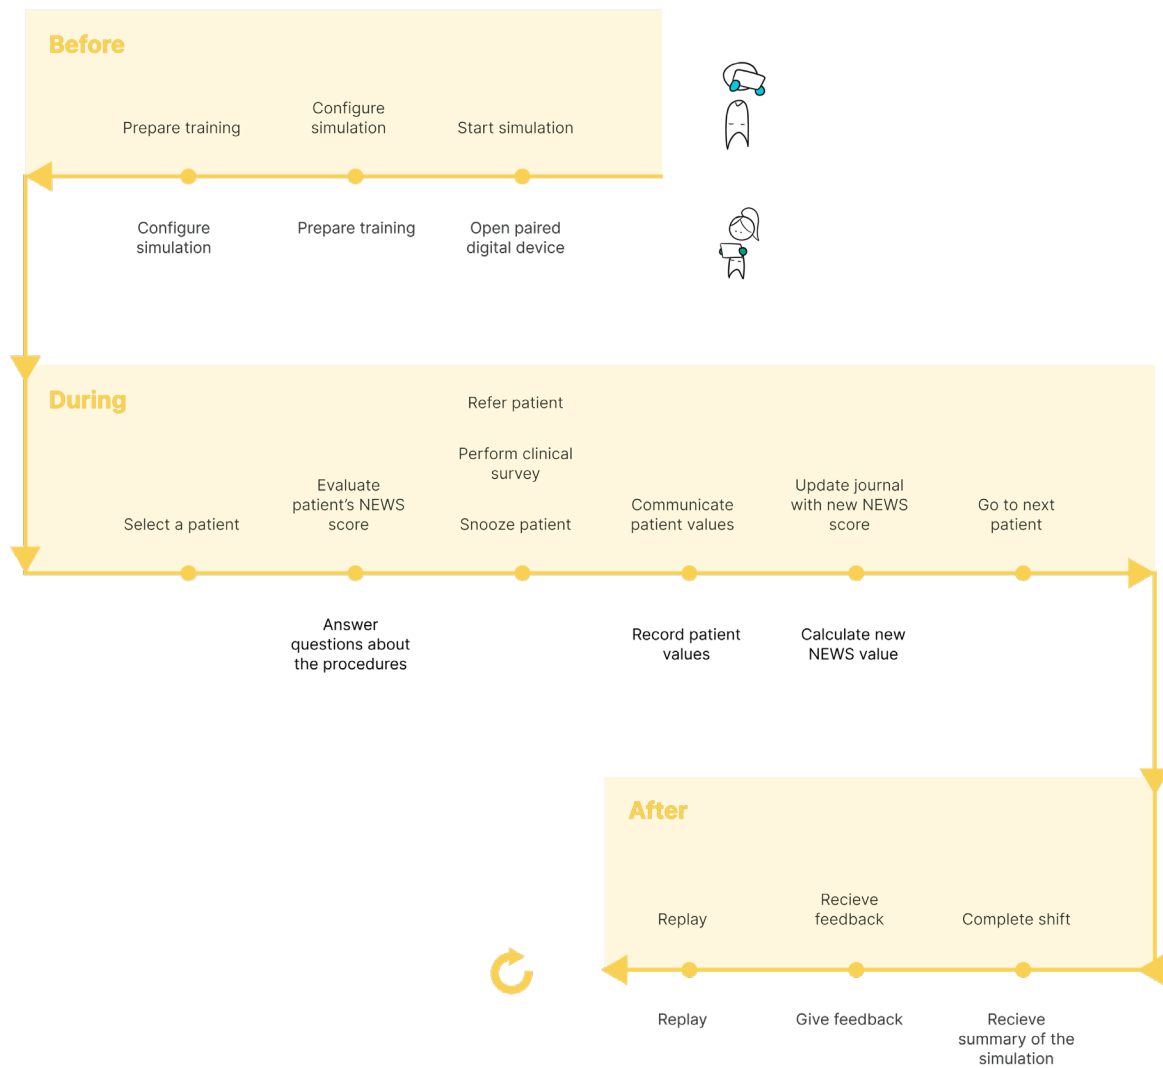 Before
Prepare training
Configure
simulation
Start simulation
Configure
simulation
Prepare training
Open paired
digital device
During
Select a patient
Evaluate
patient's NEWS
score
Refer patient
Perform clinical
survey
Snooze patient
Communicate
patient values
Update journal
with new NEWS
score
Go to next
patient
Answer
questions about
the procedures
Record patient
values
Calculate new
NEWS value
After
Replay
Recieve
feedback
Complete shift
Replay
Give feedback
Recieve
summary of the
simulation